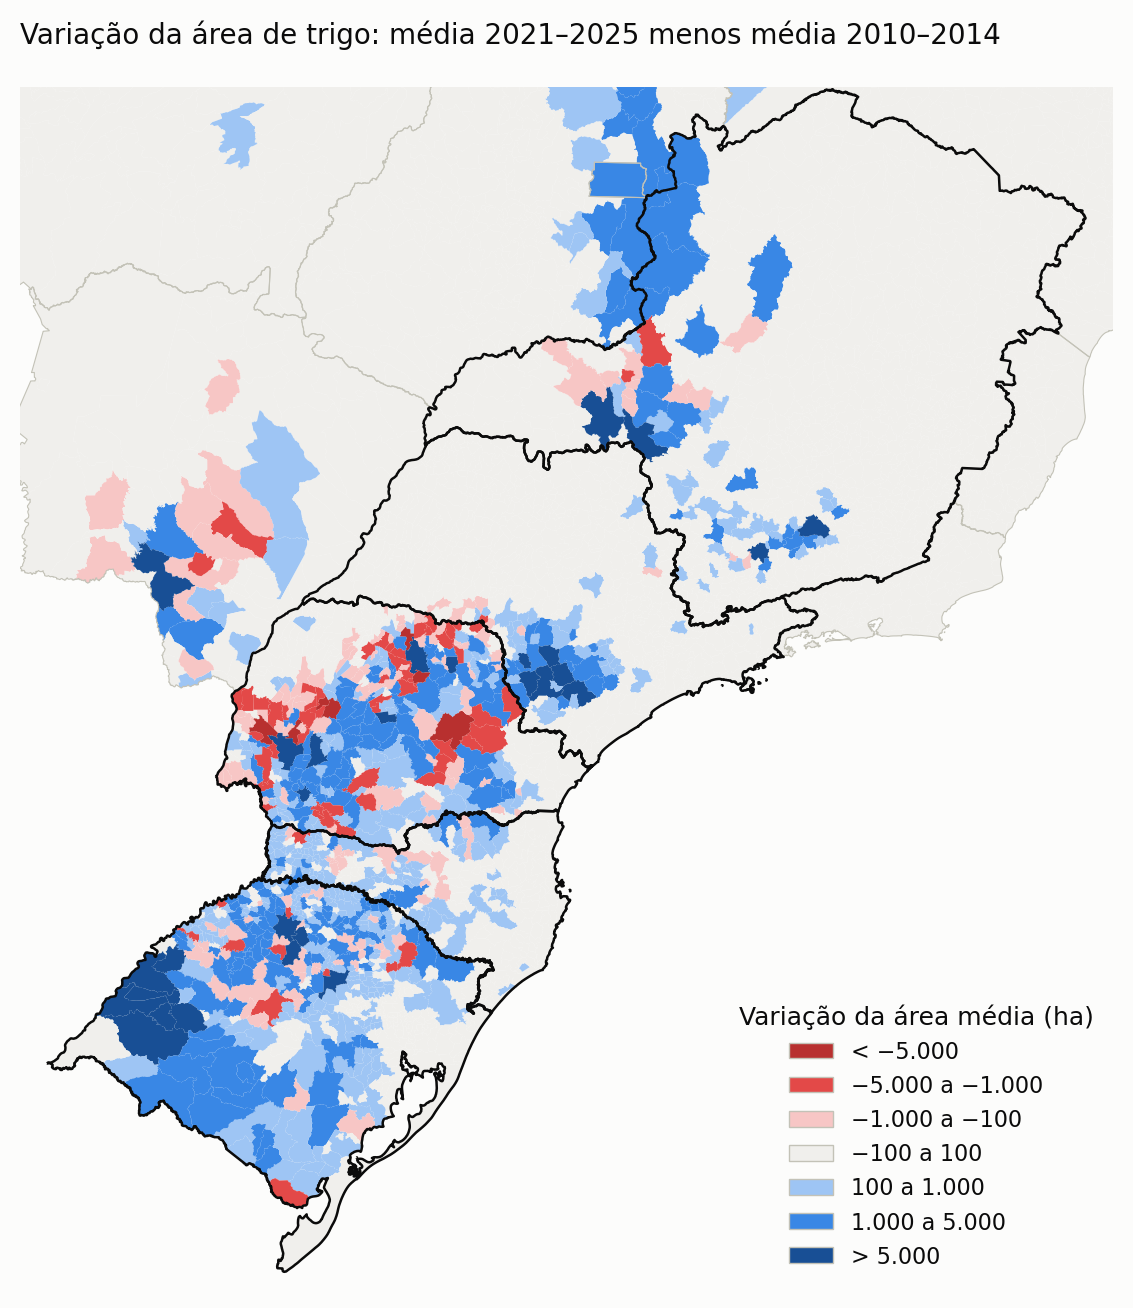 Variação da área de trigo: média 2021–2025 menos média 2010–2014
Variação da área média (ha)
< −5.000
−5.000 a −1.000
−1.000 a −100
−100 a 100
100 a 1.000
1.000 a 5.000
> 5.000